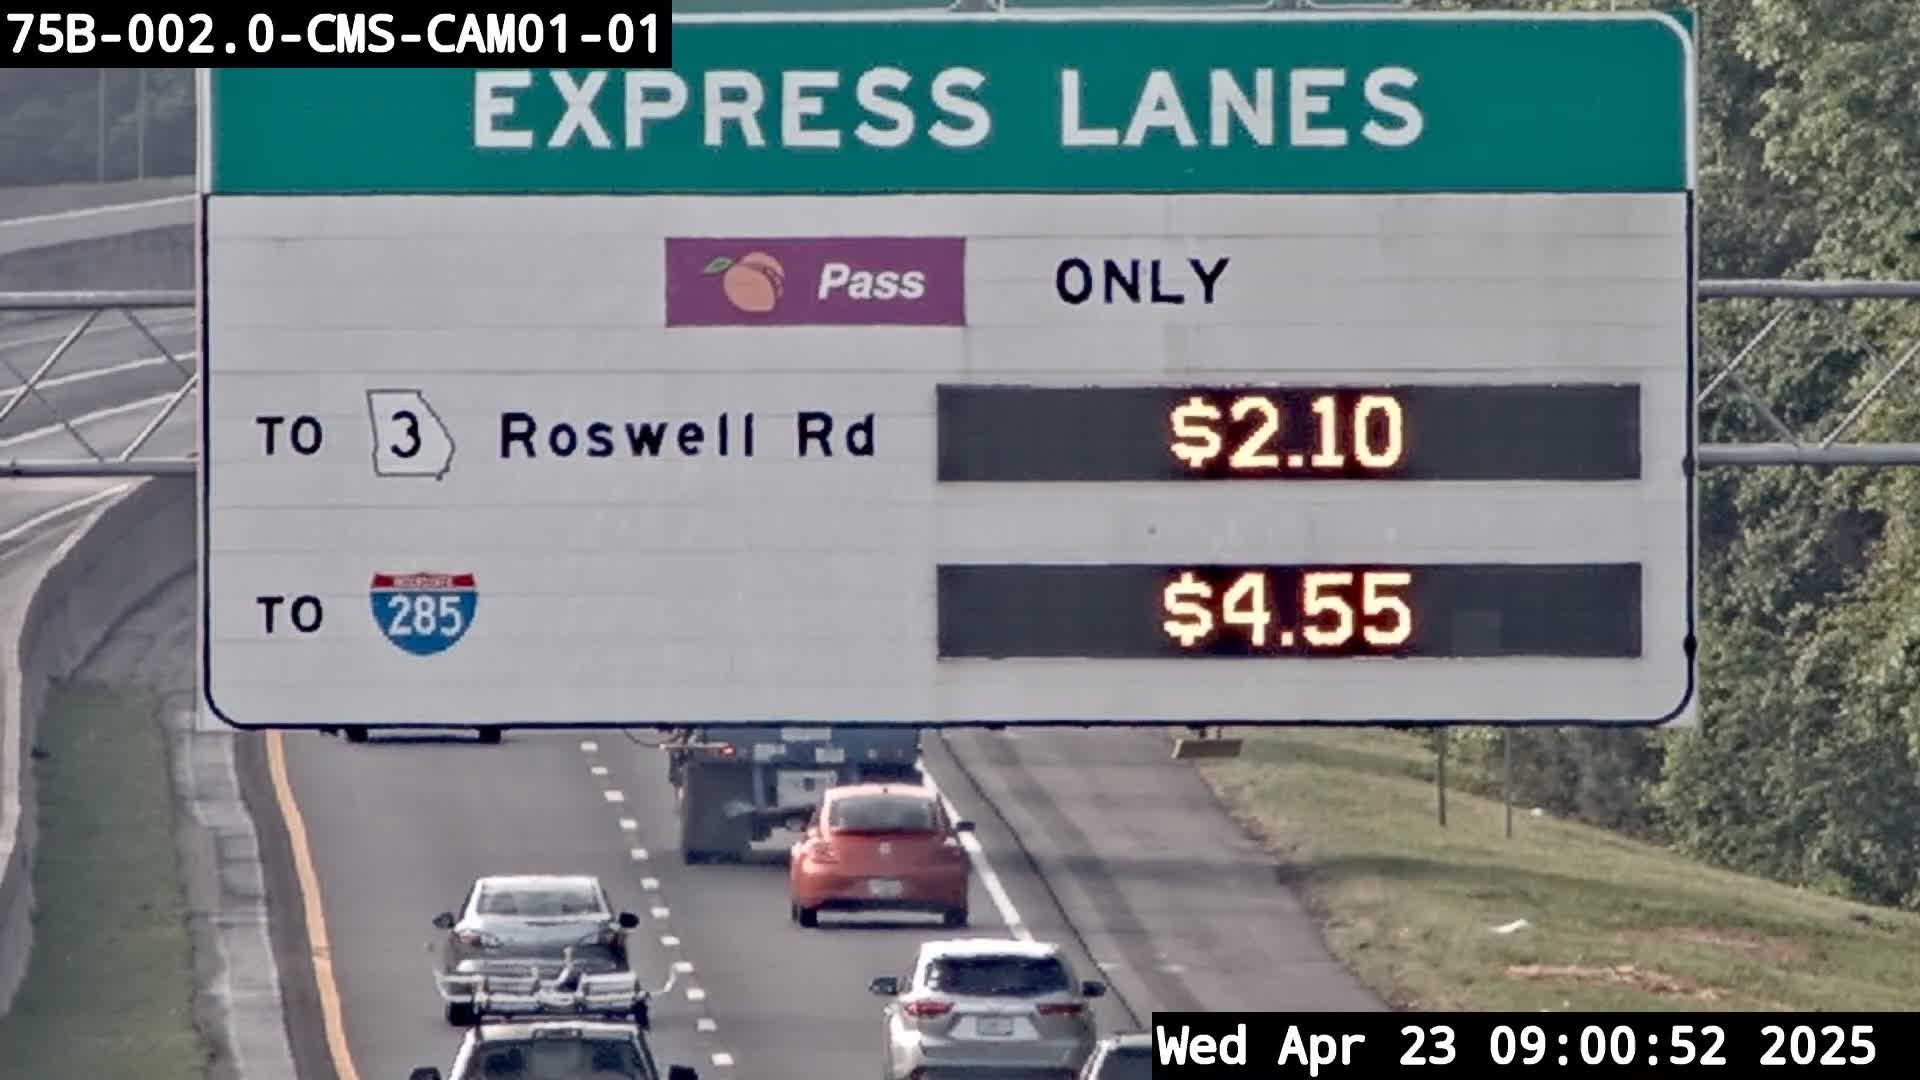 75B-002.0-CMS-CAM01-01
EXPRESS LANES
Pass ONLY
TO 3 Roswell Rd $2.10
TO INTERSTATE 285 $4.55
Wed Apr 23 09:00:52 2025